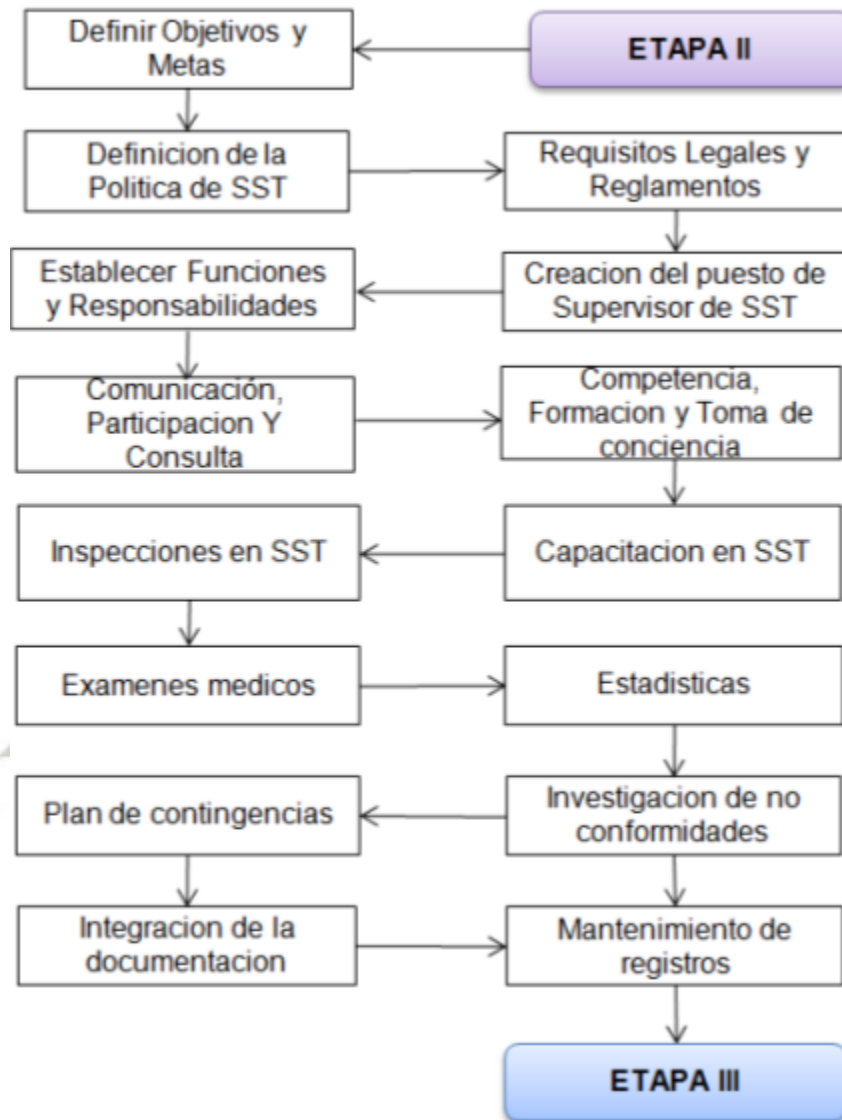 Definir Objetivos y
Metas
ETAPA II
Definicion de la
Politica de SST
Requisitos Legales y
Reglamentos
Establecer Funciones
y Responsabilidades
Creacion del puesto de
Supervisor de SST
Comunicación,
Participacion Y
Consulta
Competencia,
Formacion y Toma de
conciencia
Inspecciones en SST
Capacitacion en SST
Examenes medicos
Estadisticas
Plan de contingencias
Investigacion de no
conformidades
Integracion de la
documentacion
Mantenimiento de
registros
ETAPA III